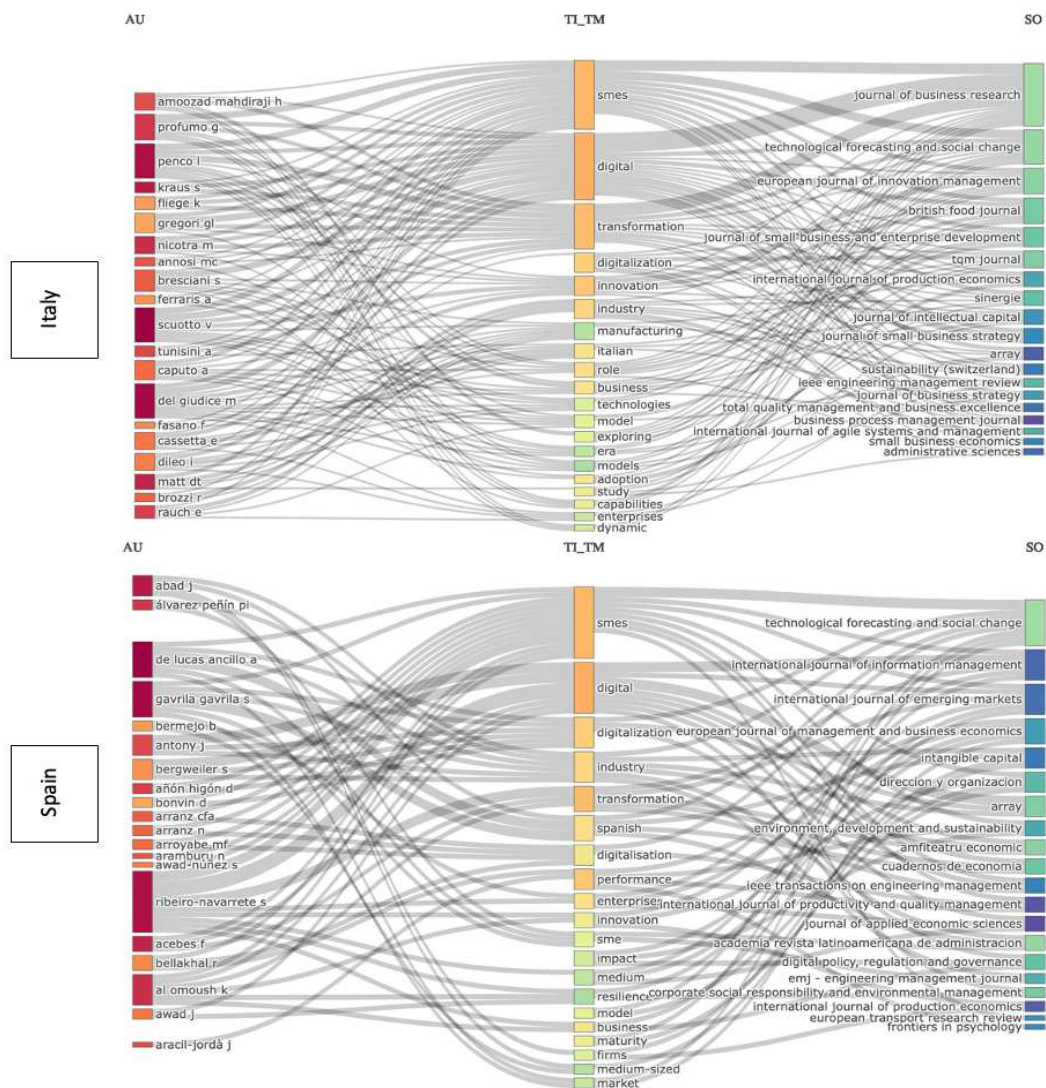 AU TI_TM SO
Italy
amoozad mahdiraji h
profumo g
penco l
kraus s
fliege k
gregori gl
nicotra m
annosi mc
bresciani s
ferraris a
scuotto v
tunisini a
caputo a
del giudice m
fasano f
cassetta e
dileo i
matt dt
brozzi r
rauch e
smes
digital
transformation
digitalization
innovation
industry
manufacturing
italian
role
business
technologies
model
exploring
era
models
adoption
study
capabilities
enterprises
dynamic
journal of business research
technological forecasting and social change
european journal of innovation management
british food journal
journal of small business and enterprise development
tqm journal
international journal of production economics
sinergie
journal of intellectual capital
journal of small business strategy
array
sustainability (switzerland)
ieee engineering management review
journal of business strategy
total quality management and business excellence
business process management journal
international journal of agile systems and management
small business economics
administrative sciences
AU TI_TM SO
Spain
abad j
álvarez peñín pi
de lucas ancillo a
gavrila gavrila s
bermejo b
antony j
bergweiler s
añón higón d
bonvin d
arranz cfa
arranz n
arroyabe mf
aramburu n
awad-núñez s
ribeiro-navarrete s
acebes f
bellakhal r
al omoush k
awad j
aracil-jordà j
smes
digital
digitalization
industry
transformation
spanish
digitalisation
performance
enterprises
innovation
sme
impact
medium
resilience
model
business
maturity
firms
medium-sized
market
technological forecasting and social change
international journal of information management
international journal of emerging markets
european journal of management and business economics
intangible capital
direccion y organizacion
array
environment, development and sustainability
amfiteatru economic
cuadernos de economia
ieee transactions on engineering management
international journal of productivity and quality management
journal of applied economic sciences
academia revista latinoamericana de administracion
digital policy, regulation and governance
emj - engineering management journal
corporate social responsibility and environmental management
international journal of production economics
european transport research review
frontiers in psychology